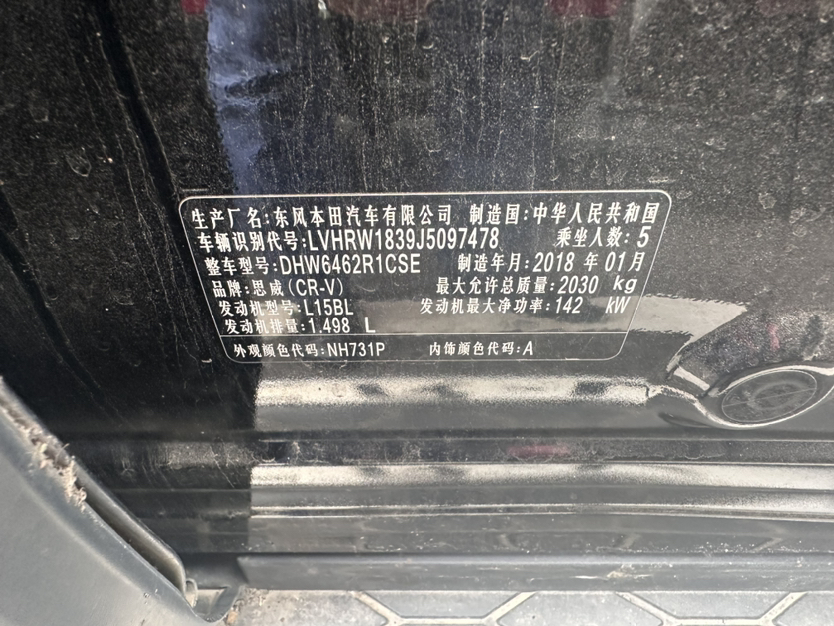 生产厂名:东风本田汽车有限公司 制造国:中华人民共和国
车辆识别代号:LVHRW1839J5097478 乘坐人数:5
整车型号:DHW6462R1CSE 制造年月:2018 年 01月
品牌:思威(CR-V) 最大允许总质量:2030 kg
发动机型号:L15BL 发动机最大净功率:142 kW
发动机排量:1.498 L
外观颜色代码:NH731P 内饰颜色代码:A